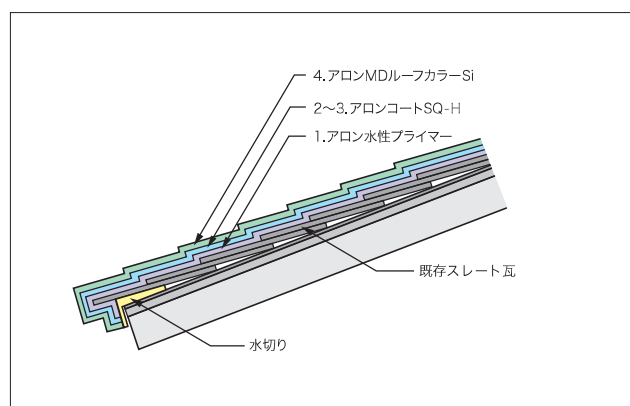 4.アロンMDルーフカラーSi
2〜3.アロンコートSQ-H
1.アロン水性プライマー
既存スレート瓦
水切り